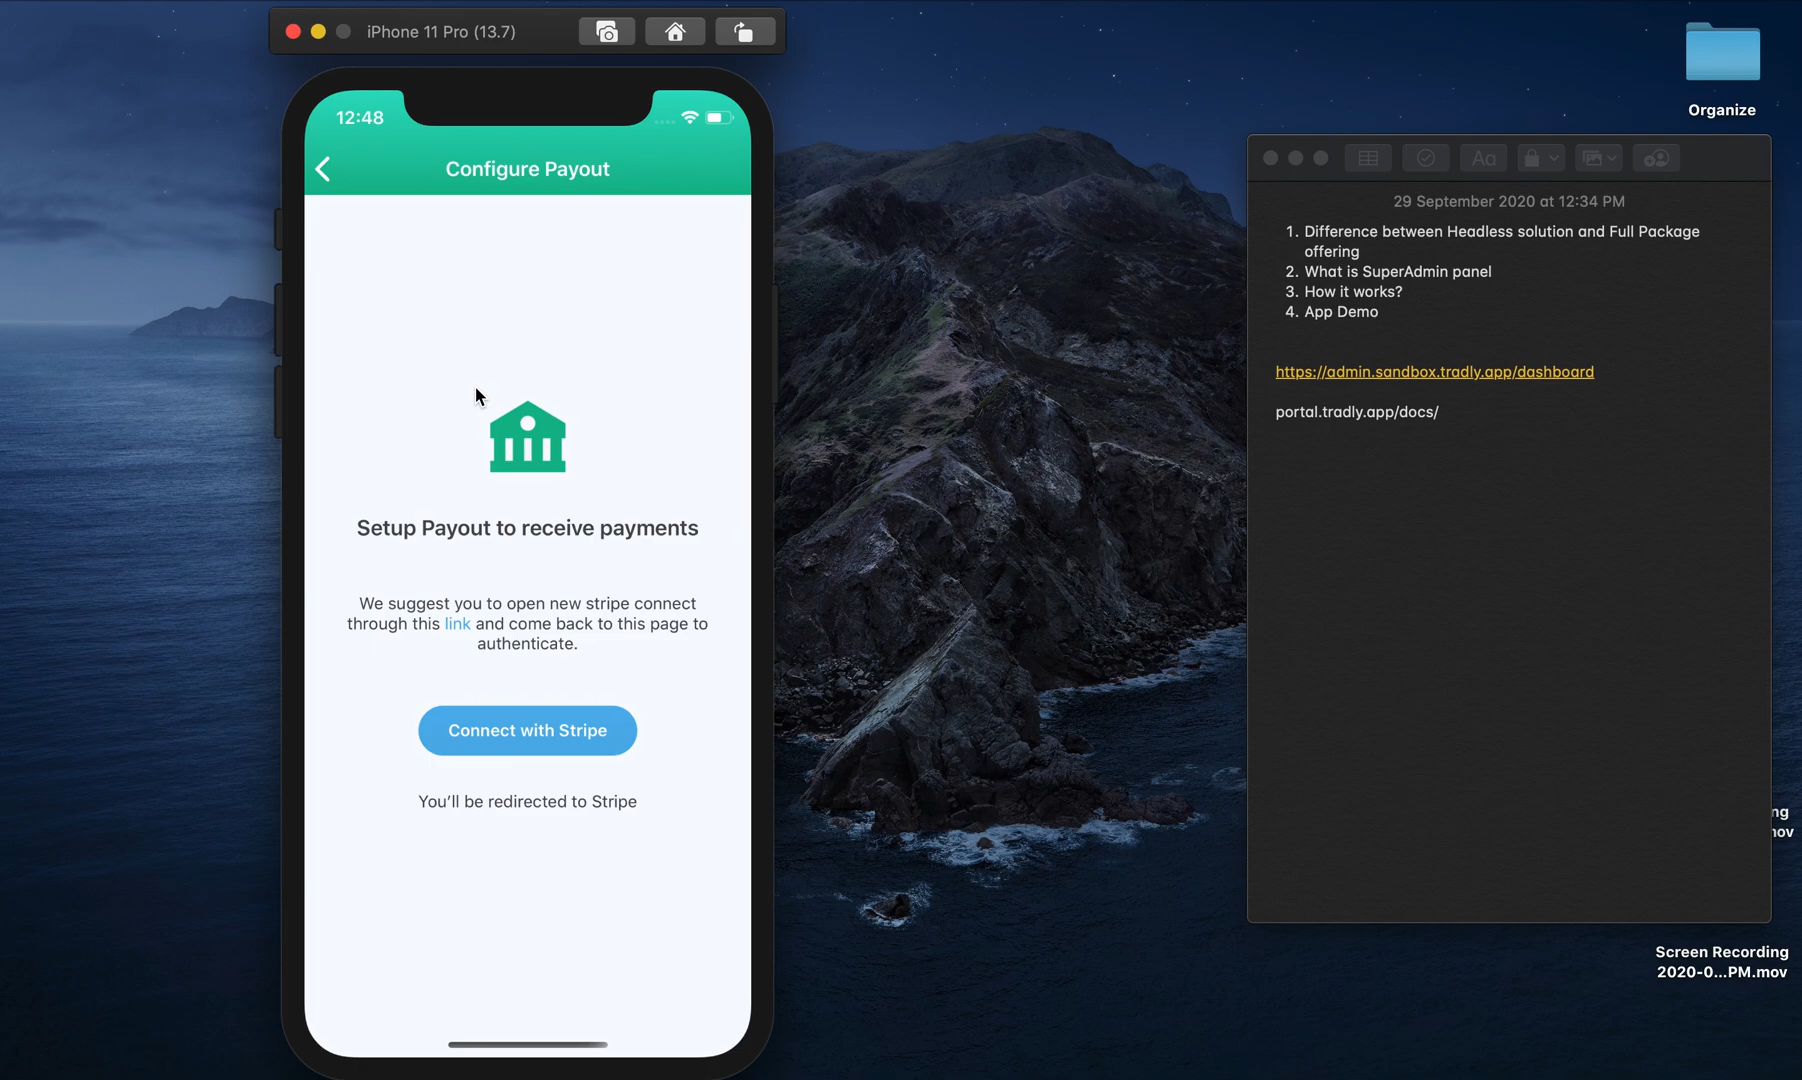 iPhone 11 Pro (13.7)
12:48
Configure Payout
Setup Payout to receive payments
We suggest you to open new stripe connect
through this link and come back to this page to
authenticate.
Connect with Stripe
You'll be redirected to Stripe
Organize
Aa
29 September 2020 at 12:34 PM
1. Difference between Headless solution and Full Package
offering
2. What is SuperAdmin panel
3. How it works?
4. App Demo
https://admin.sandbox.tradly.app/dashboard
portal.tradly.app/docs/
Screen Recording
2020-0...PM.mov